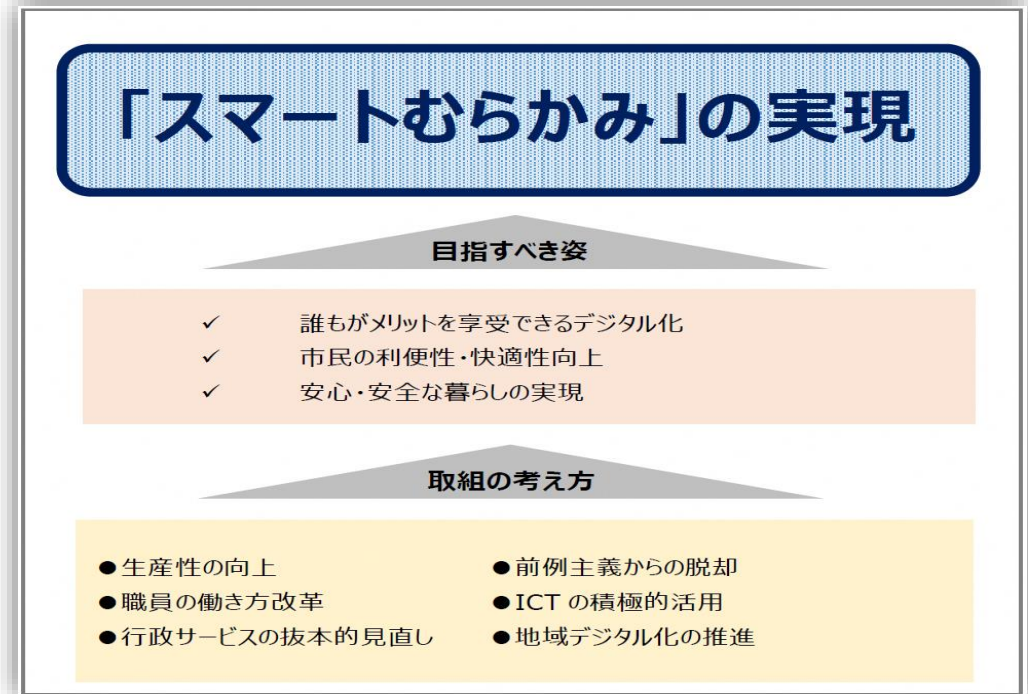 「スマートむらかみ」の実現
目指すべき姿
✓ 誰もがメリットを享受できるデジタル化
✓ 市民の利便性・快適性向上
✓ 安心・安全な暮らしの実現
取組の考え方
●生産性の向上
●職員の働き方改革
●行政サービスの抜本的見直し
●前例主義からの脱却
●ICT の積極的活用
●地域デジタル化の推進